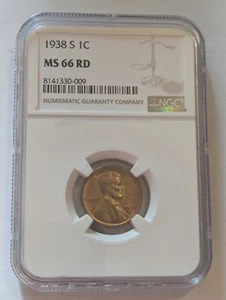 1938 S 1C
MS 66 RD
8141330-009
NUMISMATIC GUARANTY COMPANY
NGC